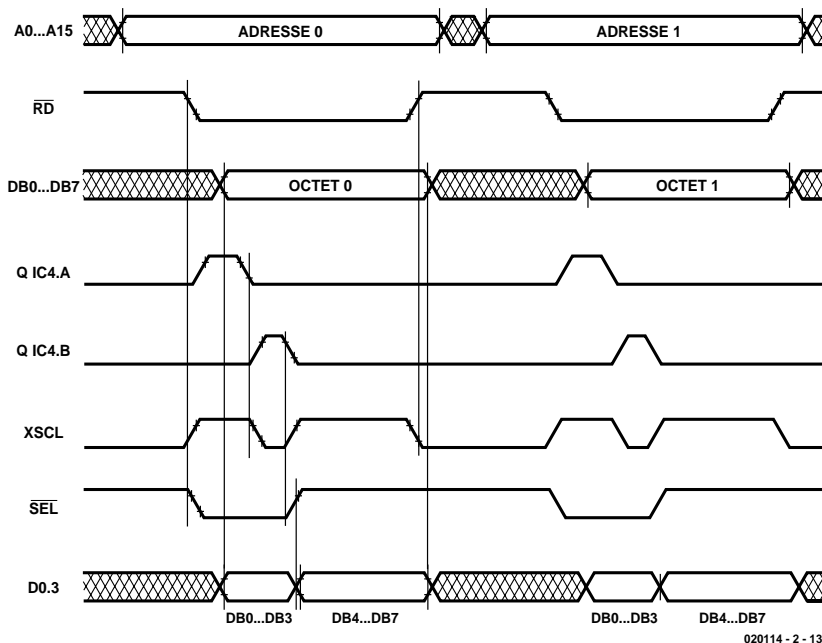 A0...A15 ADRESSE 0 ADRESSE 1
RD
DB0...DB7 OCTET 0 OCTET 1
Q IC4.A
Q IC4.B
XSCL
SEL
D0.3
DB0...DB3 DB4...DB7 DB0...DB3 DB4...DB7
020114 - 2 - 13